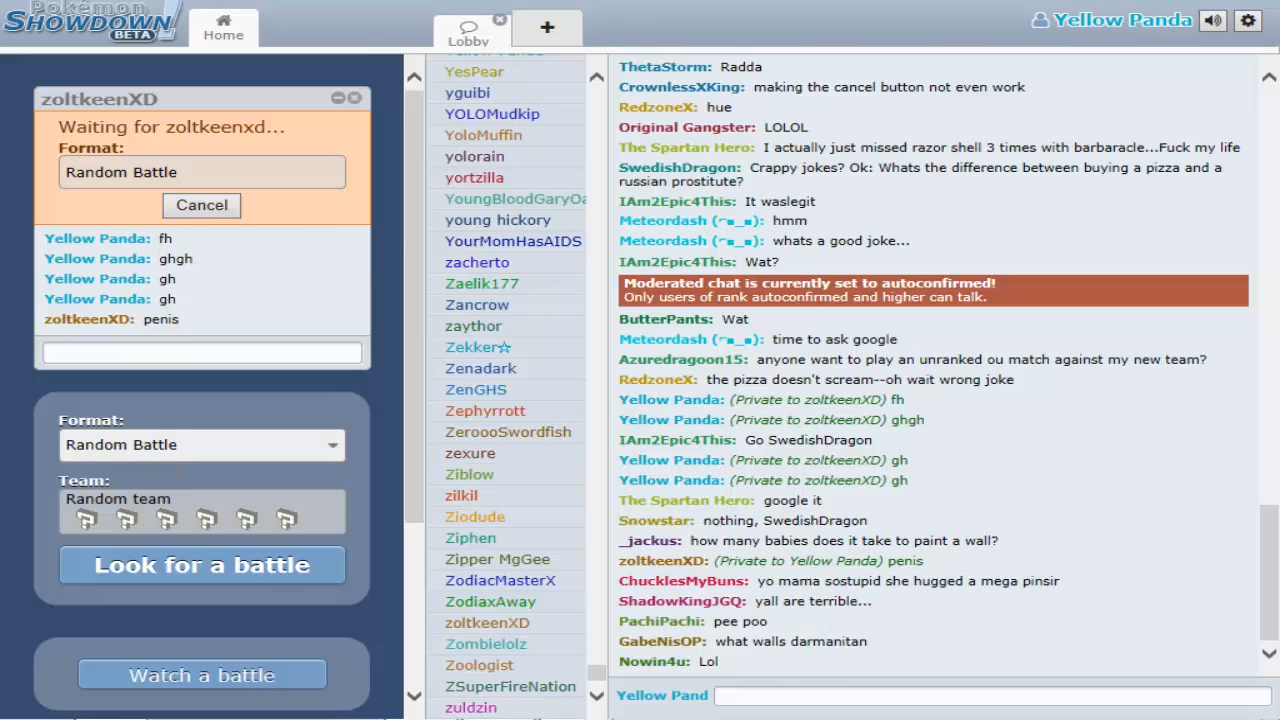 Pokémon
SHOWDOWN!
BETA
Home
Lobby
+
Yellow Panda
zoltkeenXD
Waiting for zoltkeenxd...
Format:
Random Battle
Cancel
Yellow Panda: fh
Yellow Panda: ghgh
Yellow Panda: gh
Yellow Panda: gh
zoltkeenXD: penis
Format:
Random Battle
Team:
Random team
Look for a battle
Watch a battle
YesPear
yguibi
YOLOMudkip
YoloMuffin
yolorain
yortzilla
YoungBloodGaryOa
young hickory
YourMomHasAIDS
zacherto
Zaelik177
Zancrow
zaythor
Zekker☆
Zenadark
ZenGHS
Zephyrrott
ZeroooSwordfish
zexure
Ziblow
zilkil
Ziodude
Ziphen
Zipper MgGee
ZodiacMasterX
ZodiaxAway
zoltkeenXD
Zombielolz
Zoologist
ZSuperFireNation
zuldzin
ThetaStorm: Radda
CrownlessXKing: making the cancel button not even work
RedzoneX: hue
Original Gangster: LOLOL
The Spartan Hero: I actually just missed razor shell 3 times with barbaracle...Fuck my life
SwedishDragon: Crappy jokes? Ok: Whats the difference between buying a pizza and a
russian prostitute?
IAm2Epic4This: It waslegit
Meteordash (⌐■_■): hmm
Meteordash (⌐■_■): whats a good joke...
IAm2Epic4This: Wat?
Moderated chat is currently set to autoconfirmed!
Only users of rank autoconfirmed and higher can talk.
ButterPants: Wat
Meteordash (⌐■_■): time to ask google
Azuredragoon15: anyone want to play an unranked ou match against my new team?
RedzoneX: the pizza doesn't scream--oh wait wrong joke
Yellow Panda: (Private to zoltkeenXD) fh
Yellow Panda: (Private to zoltkeenXD) ghgh
IAm2Epic4This: Go SwedishDragon
Yellow Panda: (Private to zoltkeenXD) gh
Yellow Panda: (Private to zoltkeenXD) gh
The Spartan Hero: google it
Snowstar: nothing, SwedishDragon
_jackus: how many babies does it take to paint a wall?
zoltkeenXD: (Private to Yellow Panda) penis
ChucklesMyBuns: yo mama sostupid she hugged a mega pinsir
ShadowKingJGQ: yall are terrible...
PachiPachi: pee poo
GabeNisOP: what walls darmanitan
Nowin4u: Lol
Yellow Pand